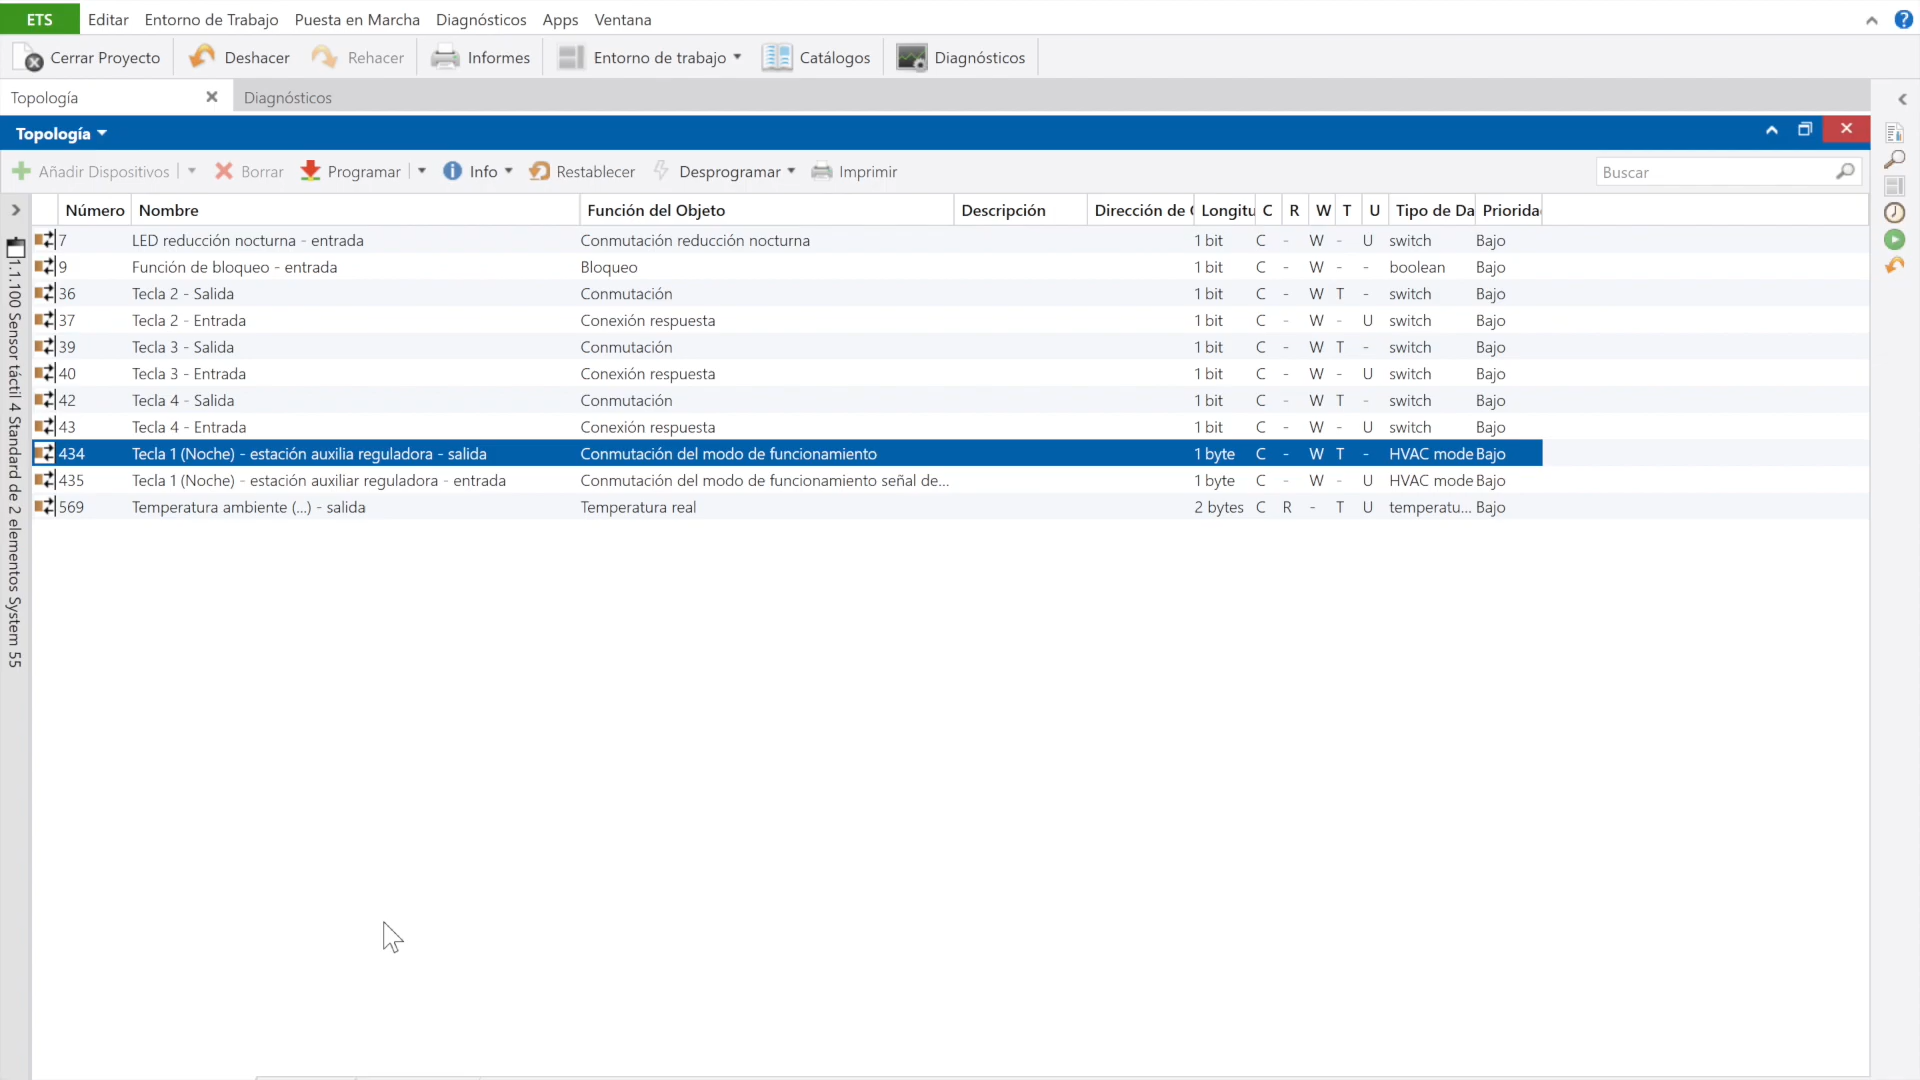 ETS Editar Entorno de Trabajo Puesta en Marcha Diagnósticos Apps Ventana ?
Cerrar Proyecto Deshacer Rehacer Informes Entorno de trabajo Catálogos Diagnósticos
Topología Diagnósticos
Topología
Añadir Dispositivos Borrar Programar Info Restablecer Desprogramar Imprimir Buscar
Número Nombre Función del Objeto Descripción Dirección de Longitu C R W T U Tipo de Da Priorida
7 LED reducción nocturna - entrada Conmutación reducción nocturna 1 bit C - W - U switch Bajo
9 Función de bloqueo - entrada Bloqueo 1 bit C - W - - boolean Bajo
36 Tecla 2 - Salida Conmutación 1 bit C - W T - switch Bajo
37 Tecla 2 - Entrada Conexión respuesta 1 bit C - W - U switch Bajo
39 Tecla 3 - Salida Conmutación 1 bit C - W T - switch Bajo
40 Tecla 3 - Entrada Conexión respuesta 1 bit C - W - U switch Bajo
42 Tecla 4 - Salida Conmutación 1 bit C - W T - switch Bajo
43 Tecla 4 - Entrada Conexión respuesta 1 bit C - W - U switch Bajo
434 Tecla 1 (Noche) - estación auxilia reguladora - salida Conmutación del modo de funcionamiento 1 byte C - W T - HVAC mode Bajo
435 Tecla 1 (Noche) - estación auxiliar reguladora - entrada Conmutación del modo de funcionamiento señal de... 1 byte C - W - U HVAC mode Bajo
569 Temperatura ambiente (...) - salida Temperatura real 2 bytes C R - T U temperatu... Bajo
1.1.100 Sensor táctil 4 Standard de 2 elementos System 55